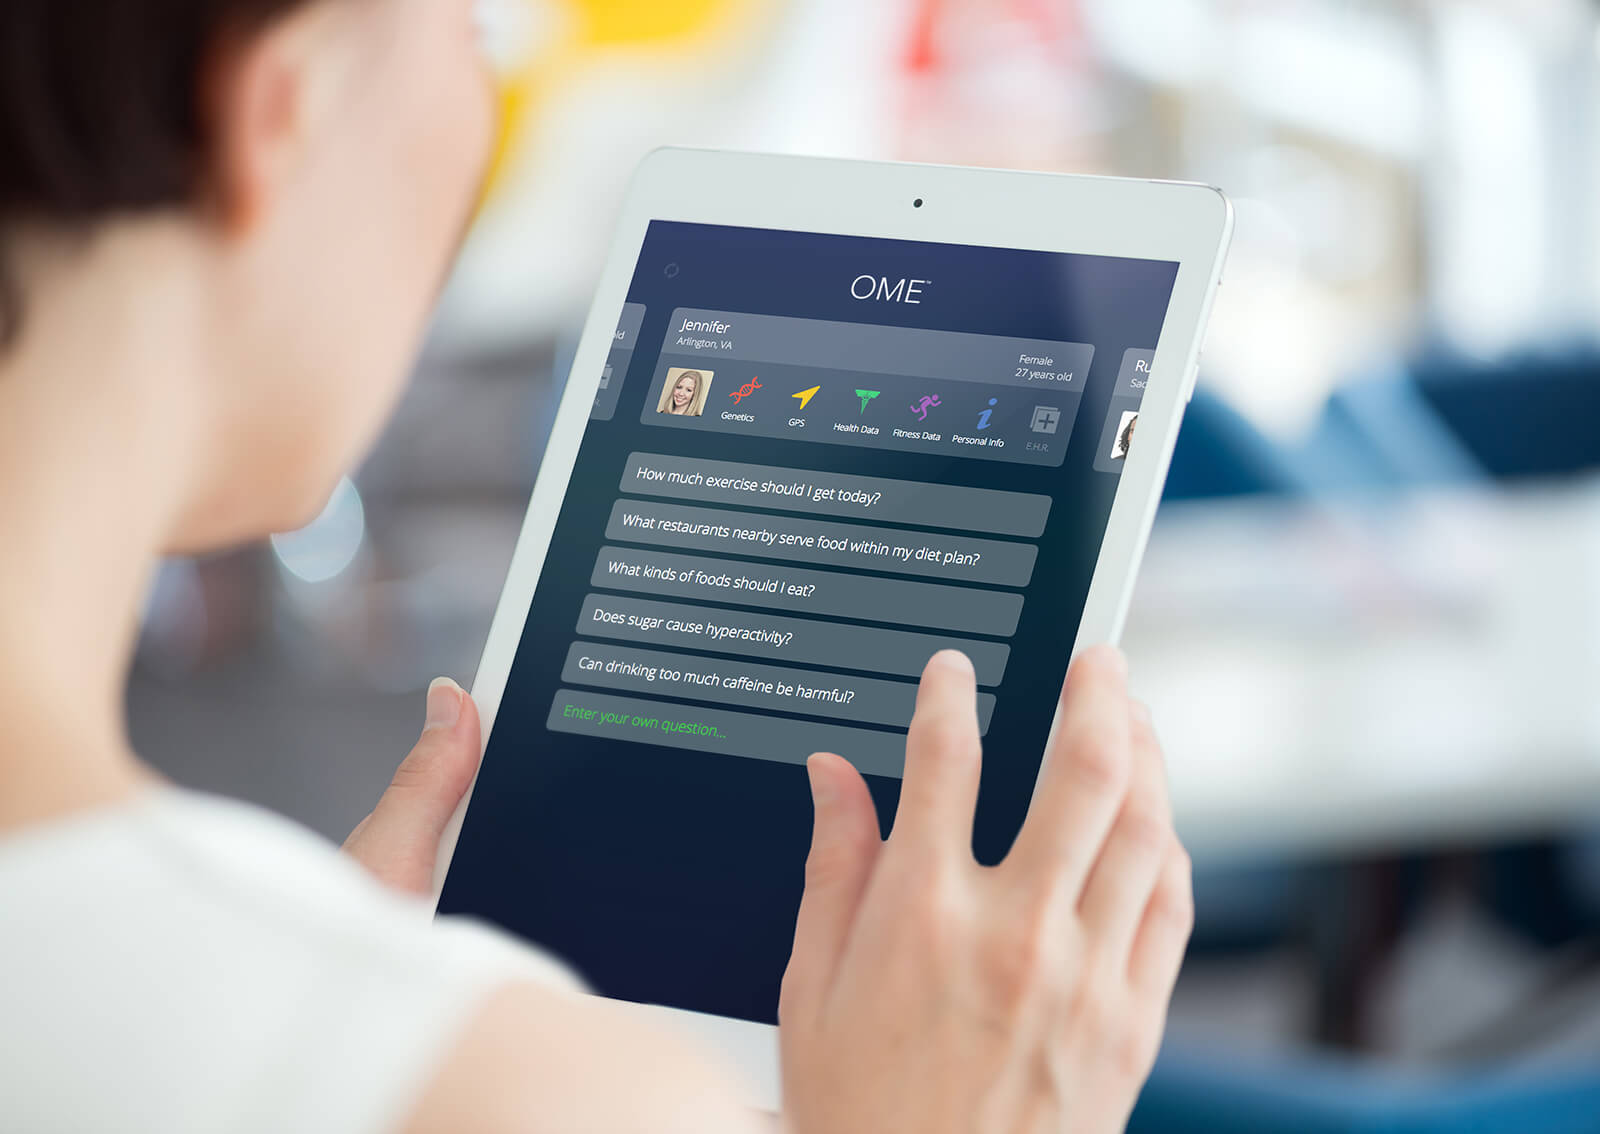 OME™
ld
R.
Jennifer
Arlington, VA
Female
27 years old
Genetics
GPS
Health Data
Fitness Data
Personal Info
E.H.R.
Ru
Sac
How much exercise should I get today?
What restaurants nearby serve food within my diet plan?
What kinds of foods should I eat?
Does sugar cause hyperactivity?
Can drinking too much caffeine be harmful?
Enter your own question...